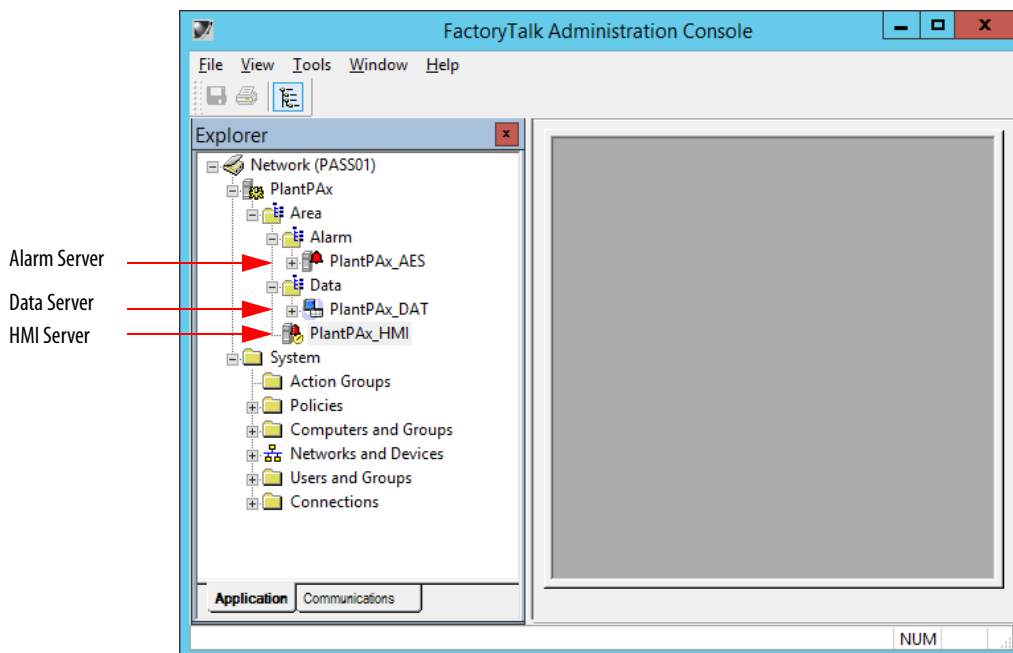 FactoryTalk Administration Console
File View Tools Window Help
Explorer
x
Network (PASS01)
PlantPAx
Area
Alarm
Alarm Server
PlantPAx_AES
Data
Data Server
PlantPAx_DAT
HMI Server
PlantPAx_HMI
System
Action Groups
Policies
Computers and Groups
Networks and Devices
Users and Groups
Connections
Application Communications
NUM